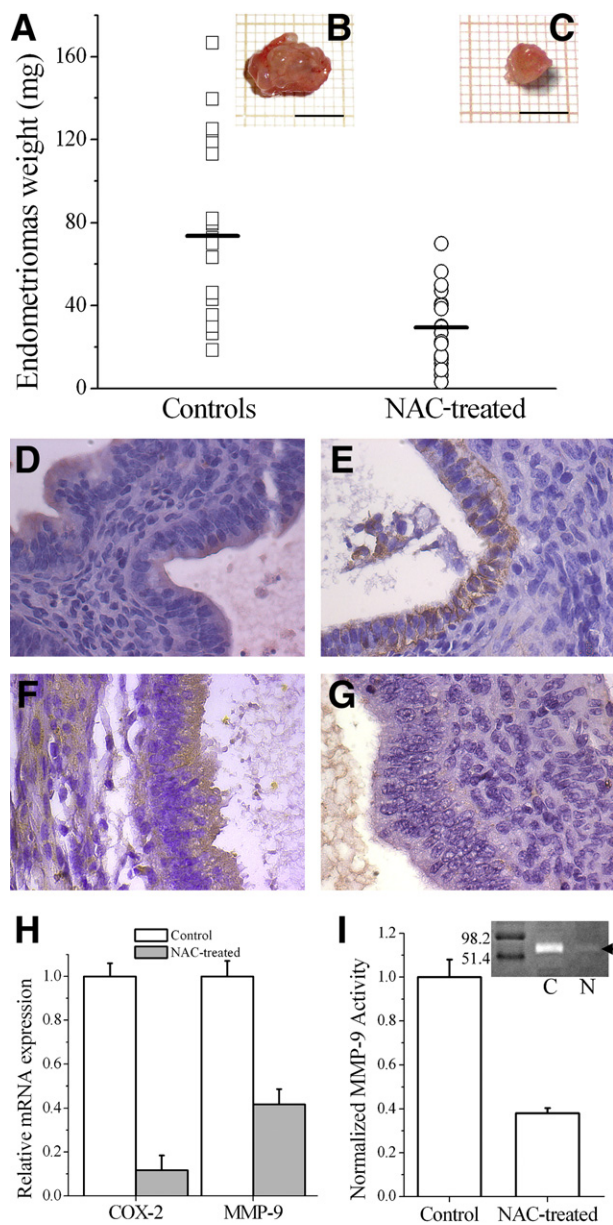 A
B
C
Endometriomas weight (mg)
160
120
80
40
0
Controls
NAC-treated
D
E
F
G
H
Control
NAC-treated
Relative mRNA expression
1.0
0.8
0.6
0.4
0.2
0.0
COX-2
MMP-9
I
Normalized MMP-9 Activity
1.2
1.0
0.8
0.6
0.4
0.2
0.0
98.2
51.4
C
N
Control
NAC-treated